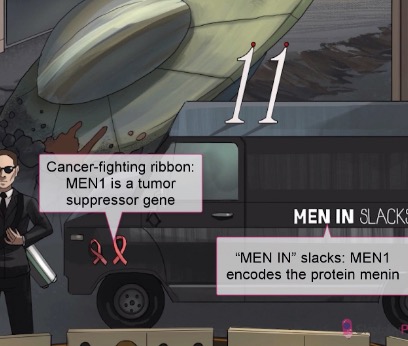 11
Cancer-fighting ribbon:
MEN1 is a tumor
suppressor gene
MEN IN SLACKS
"MEN IN" slacks: MEN1
encodes the protein menin